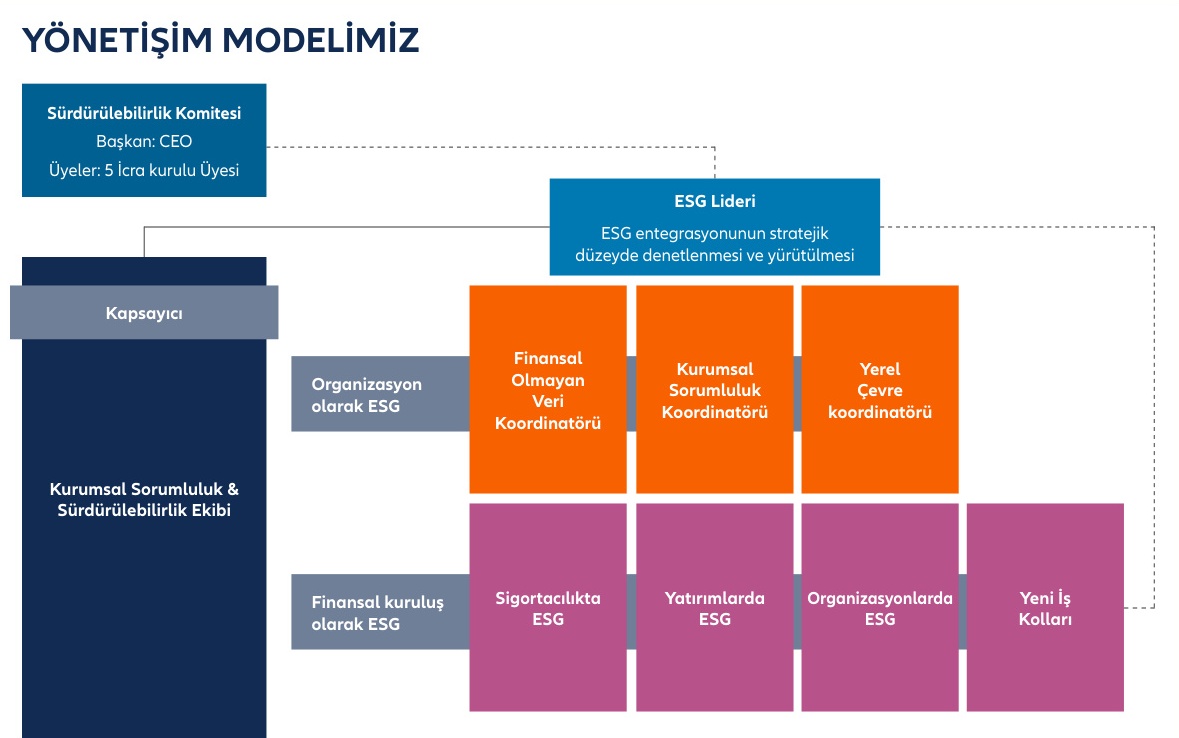 YÖNETİŞİM MODELİMİZ
Sürdürülebilirlik Komitesi
Başkan: CEO
Üyeler: 5 İcra kurulu Üyesi
ESG Lideri
ESG entegrasyonunun stratejik
düzeyde denetlenmesi ve yürütülmesi
Kapsayıcı
Kurumsal Sorumluluk &
Sürdürülebilirlik Ekibi
Organizasyon
olarak ESG
Finansal
Olmayan
Veri
Koordinatörü
Kurumsal
Sorumluluk
Koordinatörü
Yerel
Çevre
koordinatörü
Finansal kuruluş
olarak ESG
Sigortacılıkta
ESG
Yatırımlarda
ESG
Organizasyonlarda
ESG
Yeni İş
Kolları